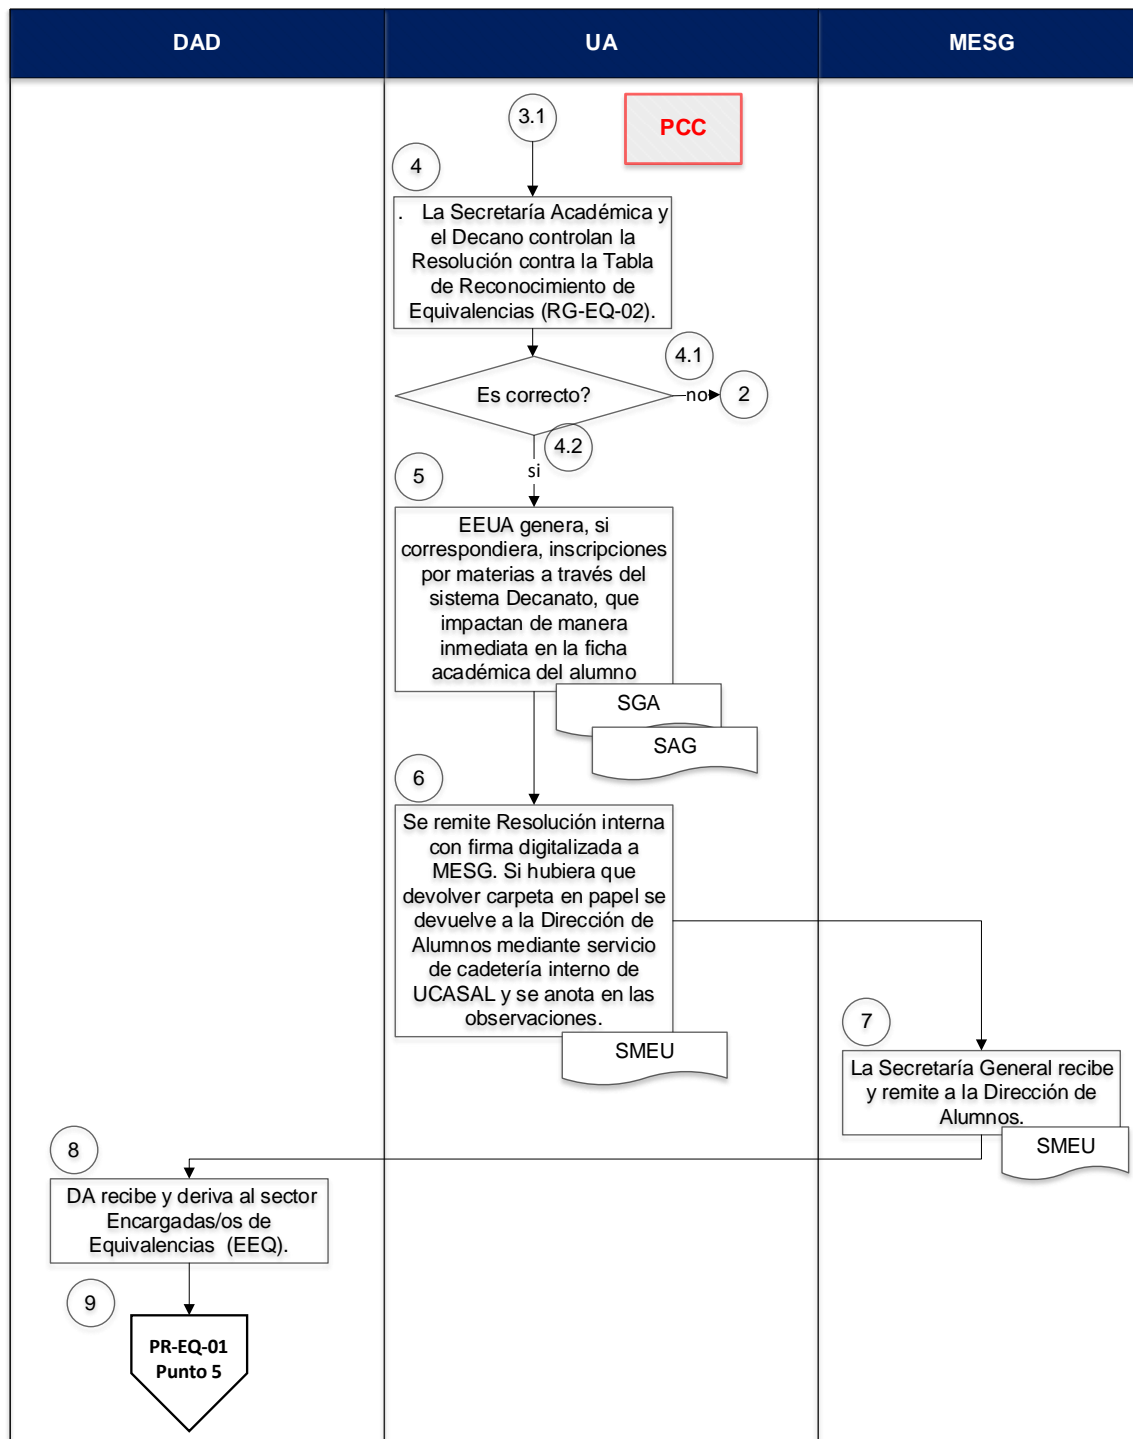 DAD
UA
MESG
3.1
PCC
4
. La Secretaría Académica y
el Decano controlan la
Resolución contra la Tabla
de Reconocimiento de
Equivalencias (RG-EQ-02).
4.1
Es correcto?
no
2
4.2
si
5
EEUA genera, si
correspondiera, inscripciones
por materias a través del
sistema Decanato, que
impactan de manera
inmediata en la ficha
académica del alumno
SGA
SAG
6
Se remite Resolución interna
con firma digitalizada a
MESG. Si hubiera que
devolver carpeta en papel se
devuelve a la Dirección de
Alumnos mediante servicio
de cadetería interno de
UCASAL y se anota en las
observaciones.
SMEU
7
La Secretaría General recibe
y remite a la Dirección de
Alumnos.
SMEU
8
DA recibe y deriva al sector
Encargadas/os de
Equivalencias (EEQ).
9
PR-EQ-01
Punto 5